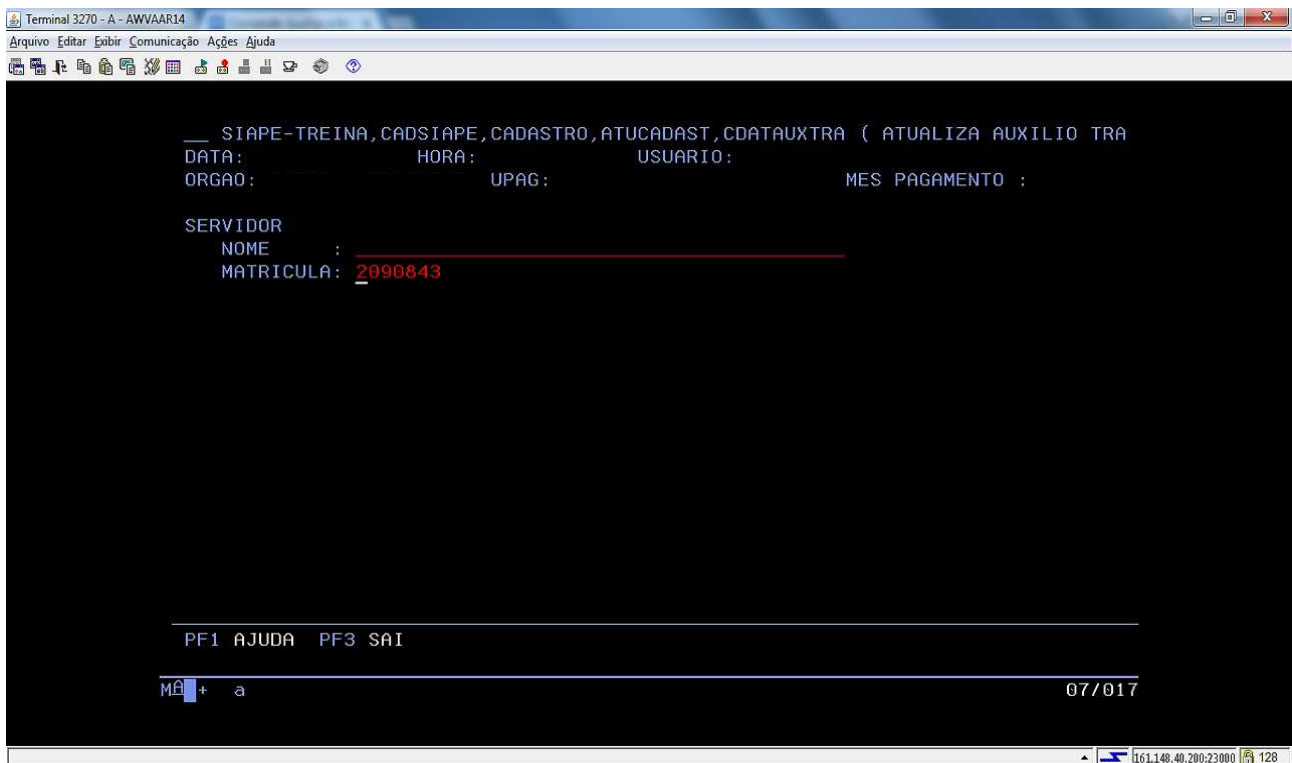 Terminal 3270 - A - AWVAAR14
Arquivo Editar Exibir Comunicação Ações Ajuda
__ SIAPE-TREINA,CADSIAPE,CADASTRO,ATUCADAST,CDATAUXTRA ( ATUALIZA AUXILIO TRA
DATA: HORA: USUARIO:
ORGAO: UPAG: MES PAGAMENTO :
SERVIDOR
NOME :
MATRICULA: 2090843
PF1 AJUDA PF3 SAI
MA + a 07/017
161.148.40.200:23000 128